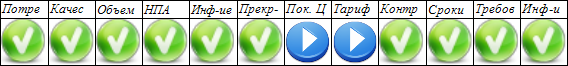 Потре Качес Объем НПА Инф-ие Прекр- Пок. Ц Тариф Контр Сроки Требов Инф-и